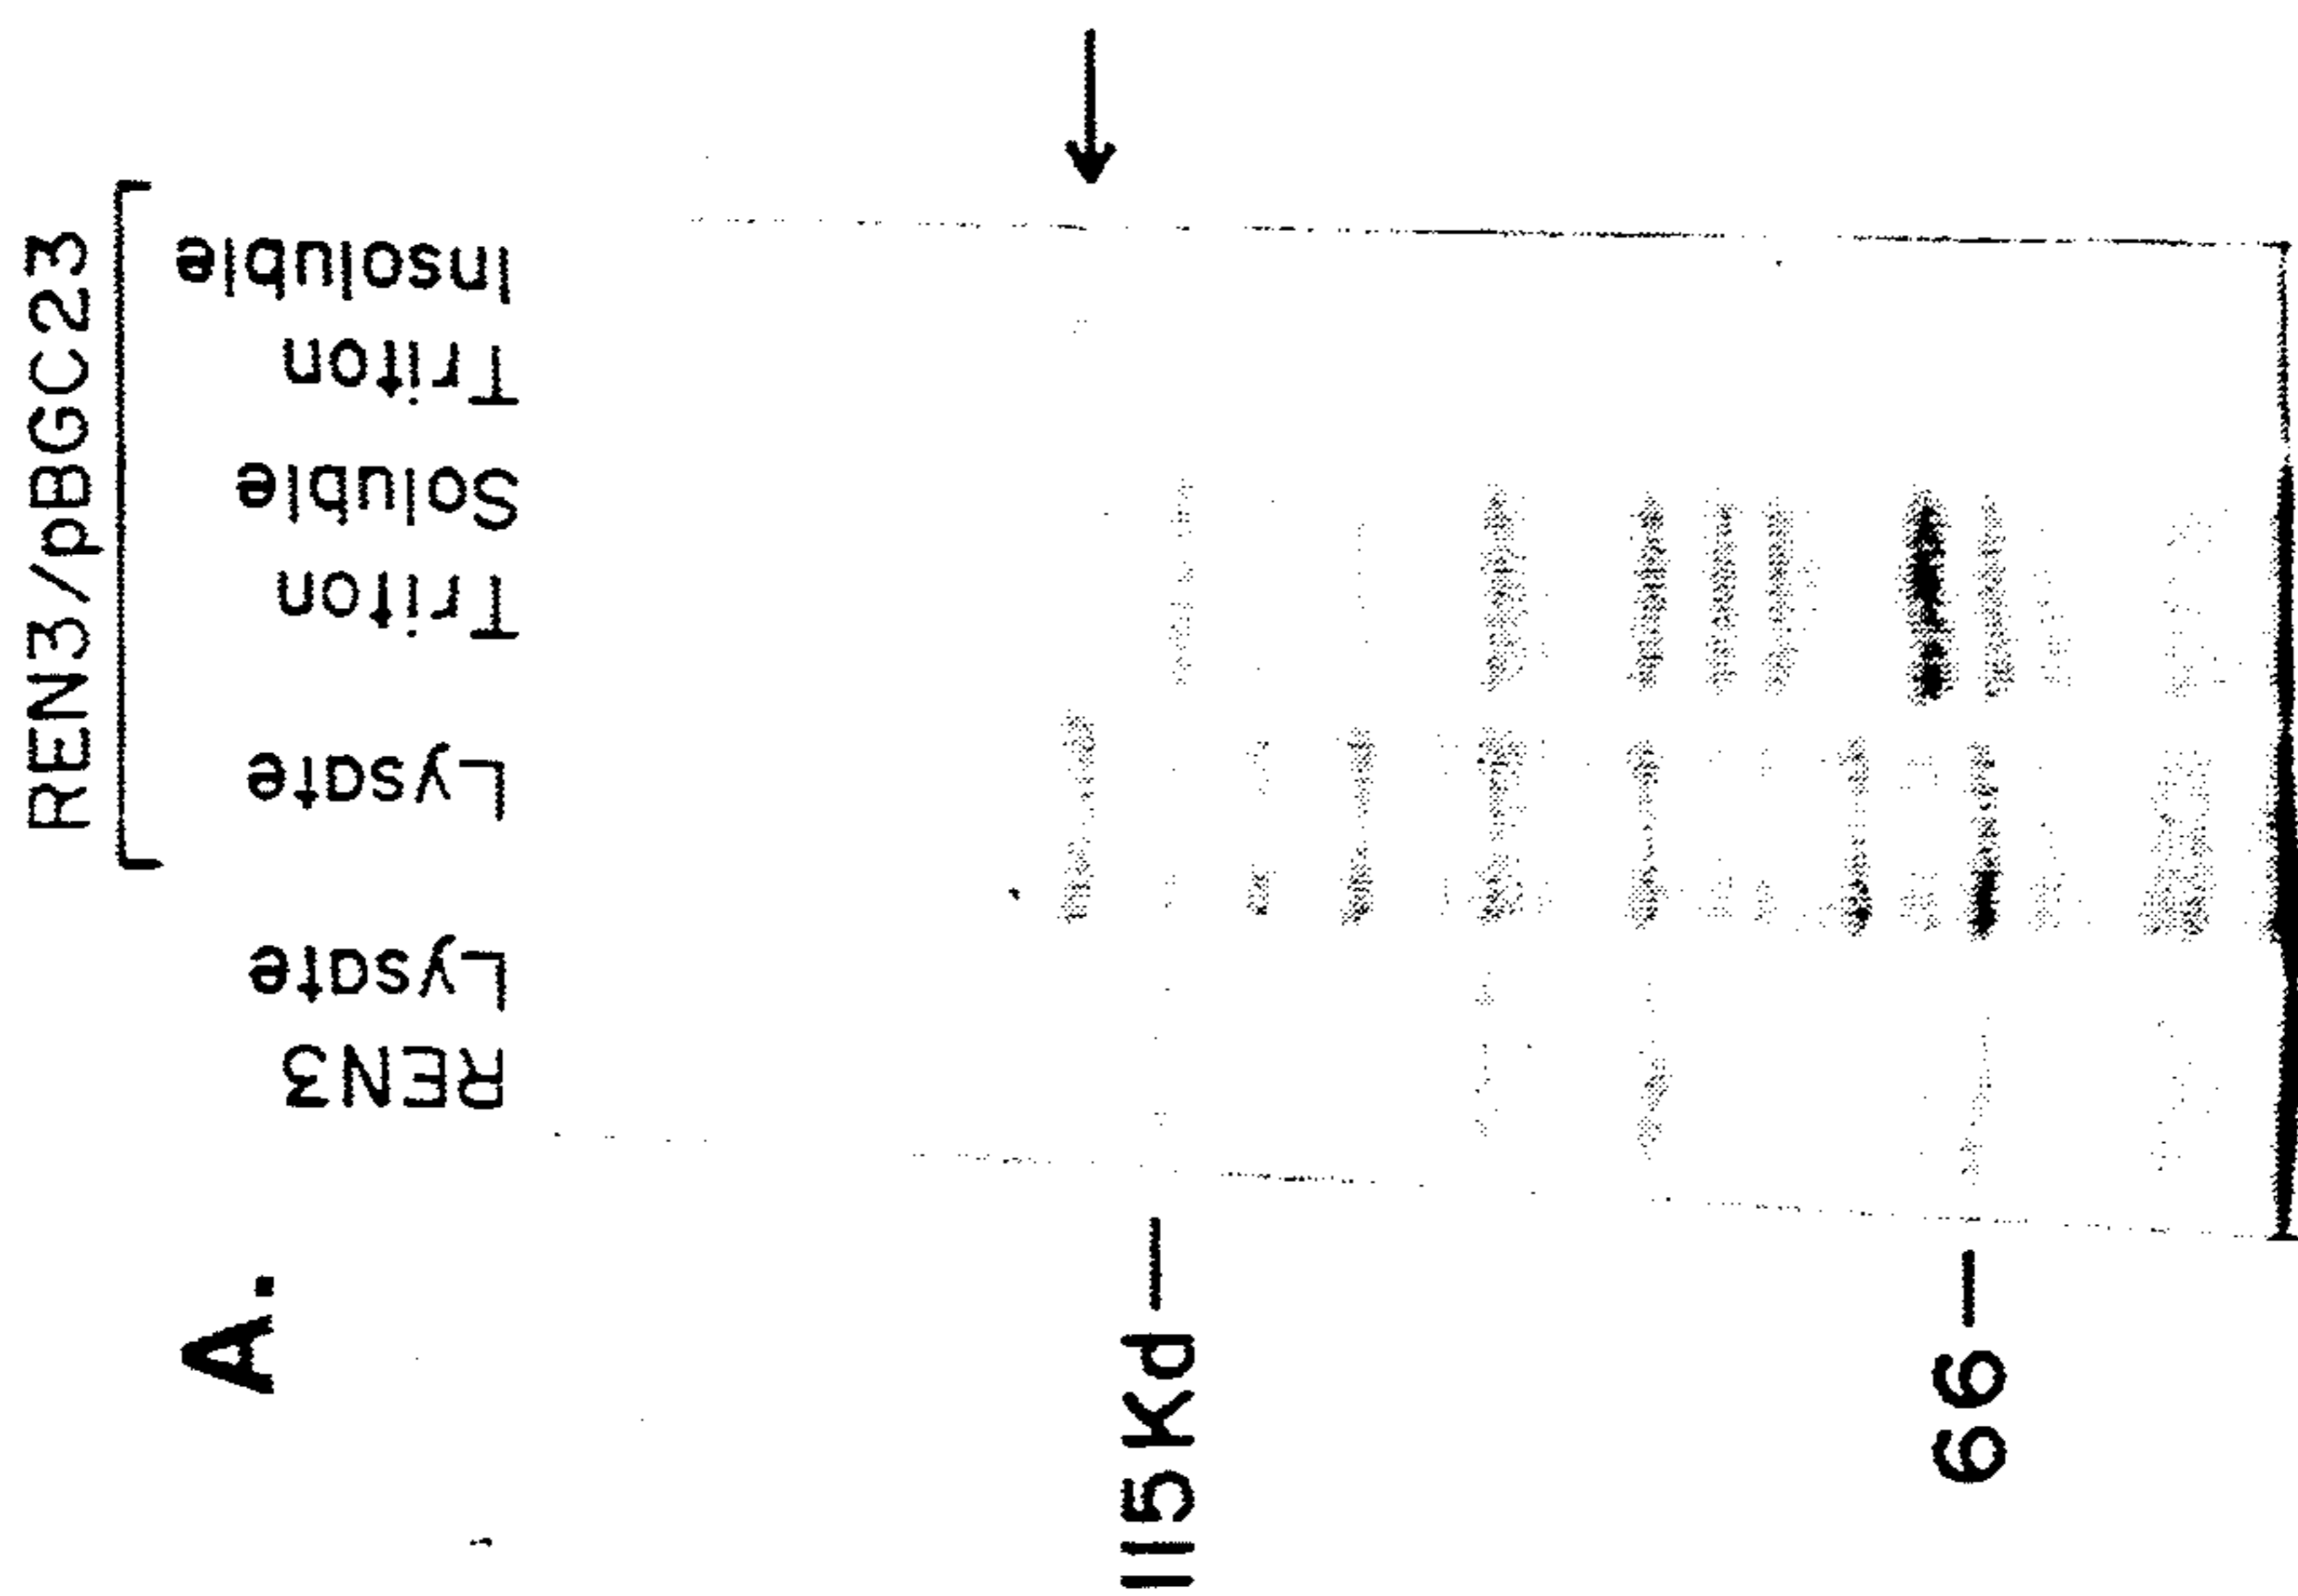 A.
REN3/pBGC23
REN3
Lysate
Lysate
Triton
Soluble
Triton
Insoluble
115Kd
66